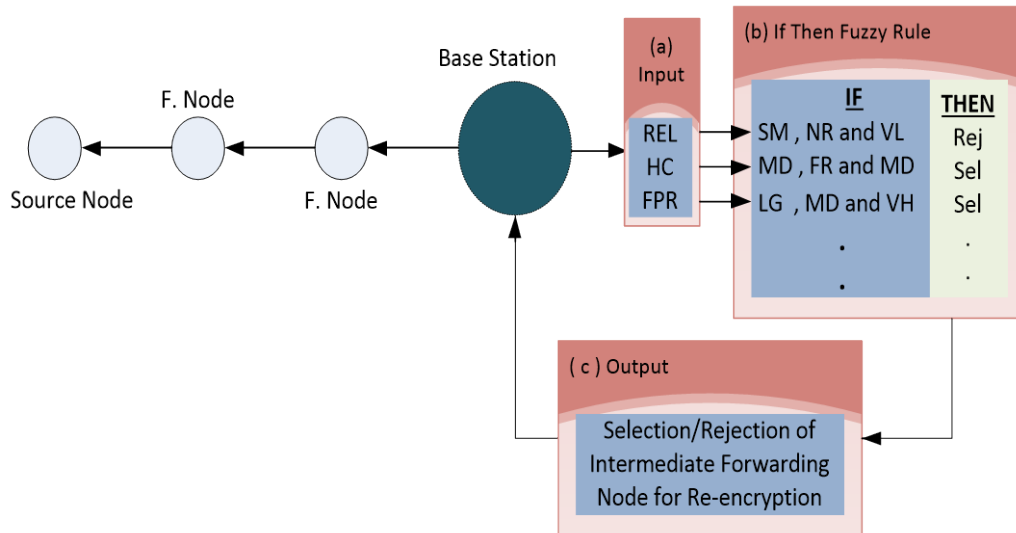 Base Station
F. Node
Source Node
F. Node
(a)
Input
REL
HC
FPR
(b) If Then Fuzzy Rule
IF
THEN
SM , NR and VL
Rej
MD , FR and MD
Sel
LG , MD and VH
Sel
.
.
.
.
( c ) Output
Selection/Rejection of
Intermediate Forwarding
Node for Re-encryption